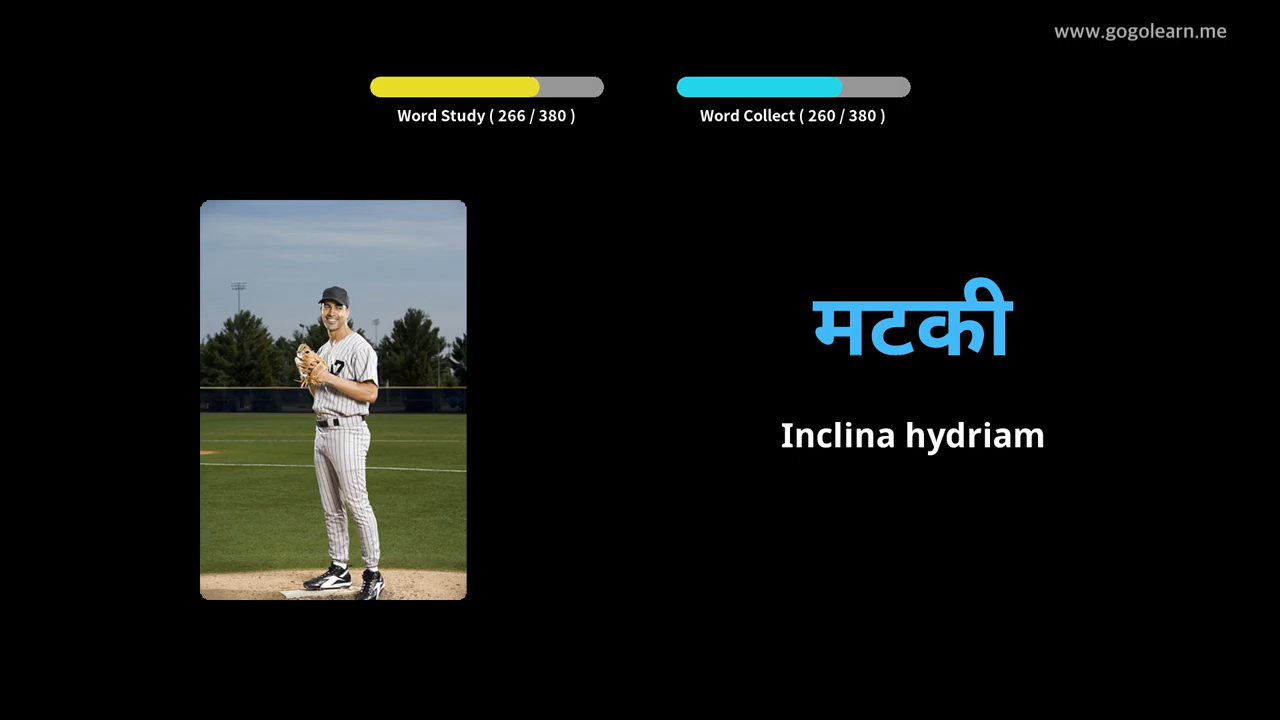 www.gogolearn.me
Word Study ( 266 / 380 )
Word Collect ( 260 / 380 )
मटकी
Inclina hydriam